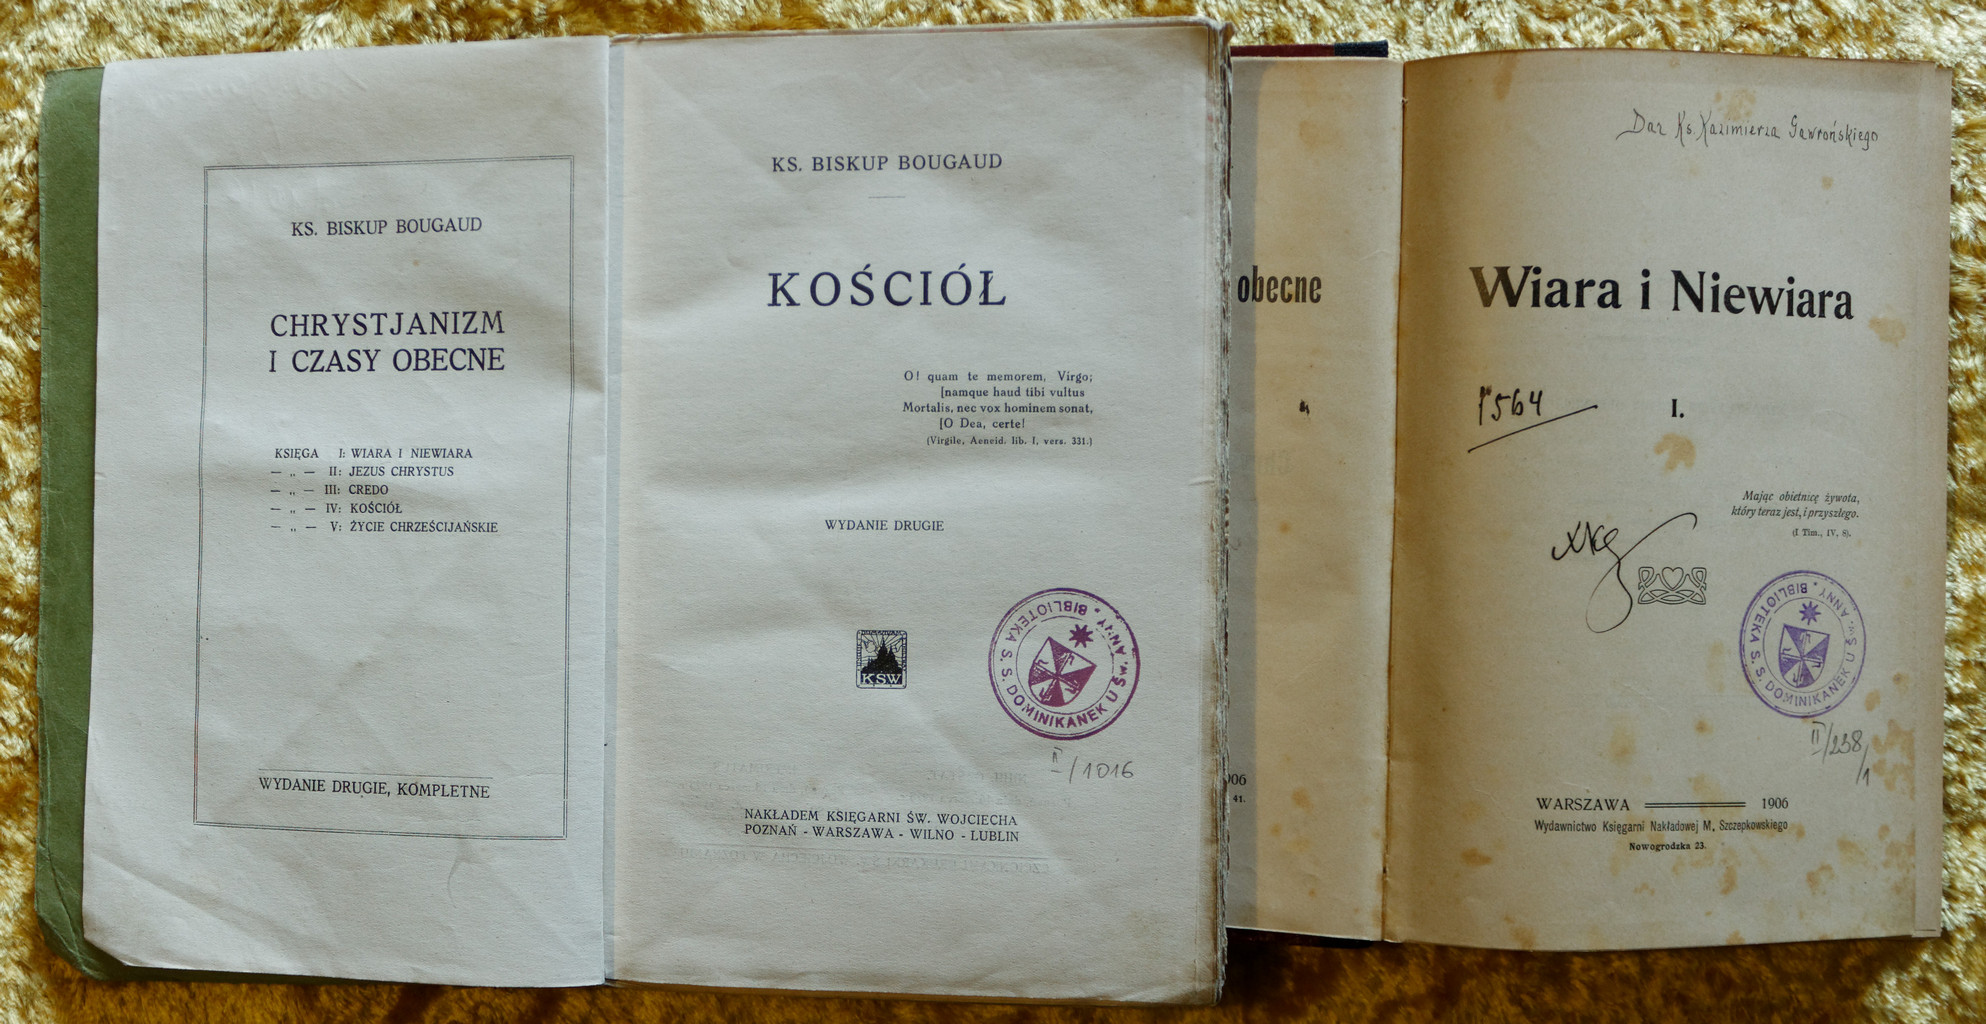 KS. BISKUP BOUGAUD
CHRYSTJANIZM
I CZASY OBECNE
KSIĘGA I: WIARA I NIEWIARA
— „ — II: JEZUS CHRYSTUS
— „ — III: CREDO
— „ — IV: KOŚCIÓŁ
— „ — V: ŻYCIE CHRZEŚCIJAŃSKIE
WYDANIE DRUGIE, KOMPLETNE
KS. BISKUP BOUGAUD
KOŚCIÓŁ
O! quam te memorem, Virgo;
[namque haud tibi vultus
Mortalis, nec vox hominem sonat,
[O Dea, certe!
(Virgile, Aeneid. lib. I, vers. 331.)
WYDANIE DRUGIE
KSW
BIBLIOTEKA S. S. DOMINIKANEK U ŚW. ANNY
II/1016
NAKŁADEM KSIĘGARNI ŚW. WOJCIECHA
POZNAŃ - WARSZAWA - WILNO - LUBLIN
obecne
06
41.
Dar Ks. Kazimierza Gawrońskiego
Wiara i Niewiara
1564
I.
Mając obietnicę żywota,
który teraz jest, i przyszłego.
(I Tim., IV, 8).
BIBLIOTEKA S. S. DOMINIKANEK U ŚW. ANNY
II/238/1
WARSZAWA 1906
Wydawnictwo Księgarni Nakładowej M. Szczepkowskiego
Nowogrodzka 23.